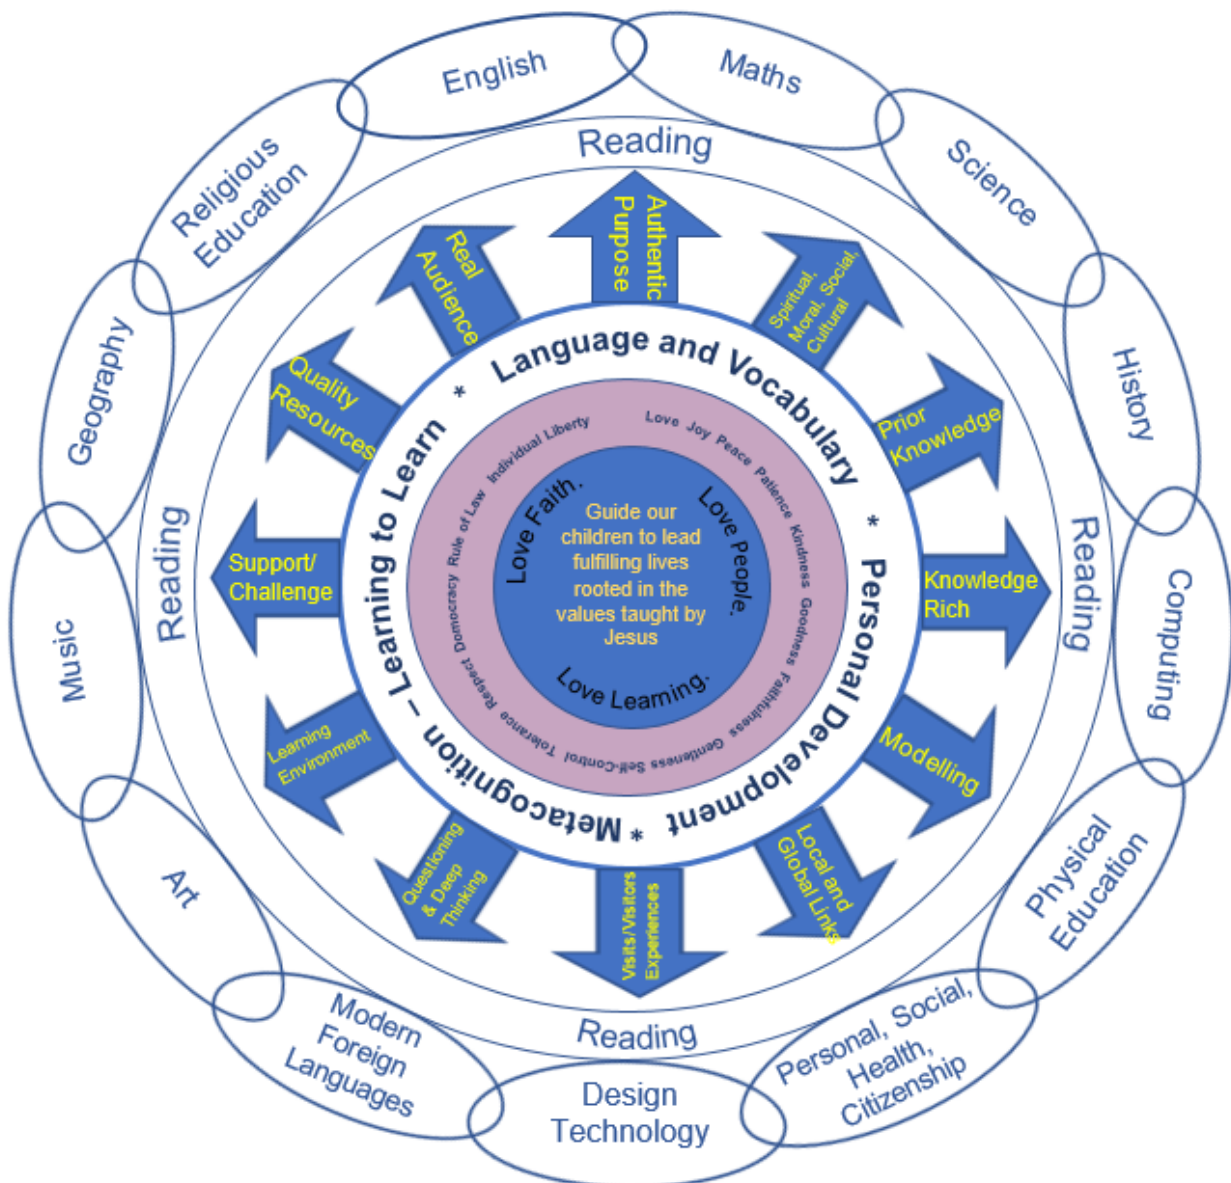 English
Maths
Science
History
Computing
Physical
Education
Personal, Social,
Health,
Citizenship
Design
Technology
Modern
Foreign
Languages
Art
Music
Geography
Religious
Education
Reading
Reading
Reading
Reading
Authentic
Purpose
Spiritual,
Moral, Social,
Cultural
Prior
Knowledge
Knowledge
Rich
Modelling
Local and
Global Links
Visits/Visitors
Experiences
Questioning
& Deep
Thinking
Learning
Environment
Support/
Challenge
Quality
Resources
Real
Audience
* Language and Vocabulary * Personal Development * Metacognition – Learning to Learn
Love Joy Peace Patience Kindness Goodness Faithfulness Gentleness Self-Control Tolerance Respect Domocracy Rule of Law Individual Liberty
Love Faith.
Love People.
Love Learning.
Guide our
children to lead
fulfilling lives
rooted in the
values taught by
Jesus